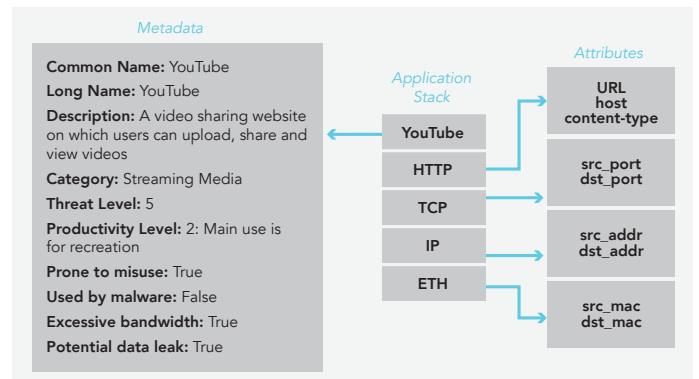 Metadata
Common Name: YouTube
Long Name: YouTube
Description: A video sharing website
on which users can upload, share and
view videos
Category: Streaming Media
Threat Level: 5
Productivity Level: 2: Main use is
for recreation
Prone to misuse: True
Used by malware: False
Excessive bandwidth: True
Potential data leak: True
Application
Stack
YouTube
HTTP
TCP
IP
ETH
Attributes
URL
host
content-type
src_port
dst_port
src_addr
dst_addr
src_mac
dst_mac